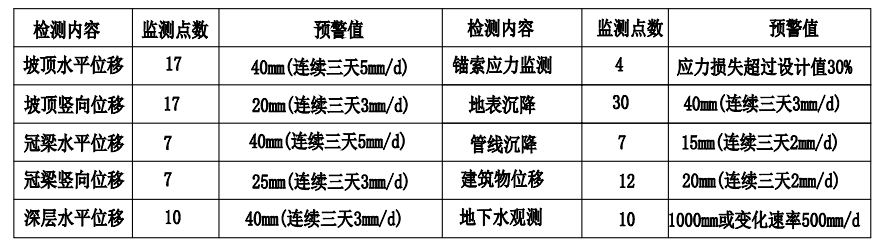 检测内容 监测点数 预警值 检测内容 监测点数 预警值
坡顶水平位移 17 40mm(连续三天5mm/d) 锚索应力监测 4 应力损失超过设计值30%
坡顶竖向位移 17 20mm(连续三天3mm/d) 地表沉降 30 40mm(连续三天3mm/d)
冠梁水平位移 7 40mm(连续三天5mm/d) 管线沉降 7 15mm(连续三天2mm/d)
冠梁竖向位移 7 25mm(连续三天3mm/d) 建筑物位移 12 20mm(连续三天2mm/d)
深层水平位移 10 40mm(连续三天3mm/d) 地下水观测 10 1000mm或变化速率500mm/d